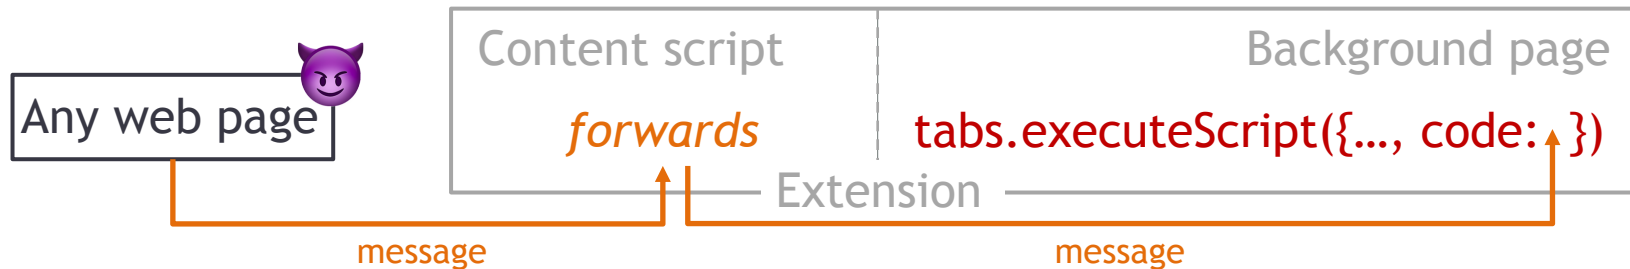 Content script
Background page
Any web page
forwards
tabs.executeScript({…, code: })
Extension
message
message